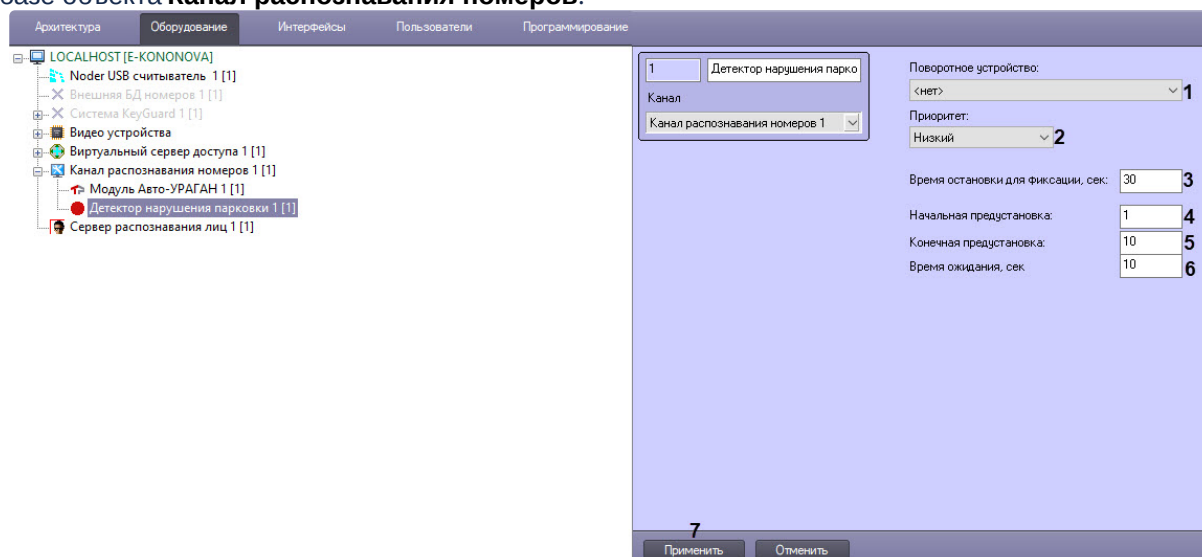 базе объекта Канал распознавания номеров.
Архитектура Оборудование Интерфейсы Пользователи Программирование
LOCALHOST [E-KONONOVA]
Noder USB считыватель 1 [1]
Внешняя БД номеров 1 [1]
Система KeyGuard 1 [1]
Видео устройства
Виртуальный сервер доступа 1 [1]
Канал распознавания номеров 1 [1]
Модуль Авто-УРАГАН 1 [1]
Детектор нарушения парковки 1 [1]
Сервер распознавания лиц 1 [1]
1 Детектор нарушения парко
Канал
Канал распознавания номеров 1
Поворотное устройство:
<нет> 1
Приоритет:
Низкий 2
Время остановки для фиксации, сек: 30 3
Начальная предустановка: 1 4
Конечная предустановка: 10 5
Время ожидания, сек 10 6
7
Применить Отменить